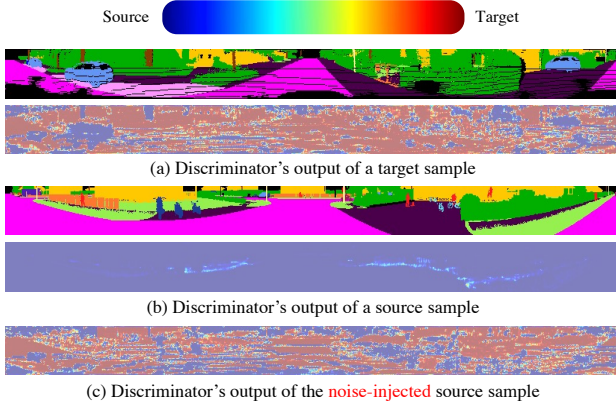 Source Target
(a) Discriminator's output of a target sample
(b) Discriminator's output of a source sample
(c) Discriminator's output of the noise-injected source sample